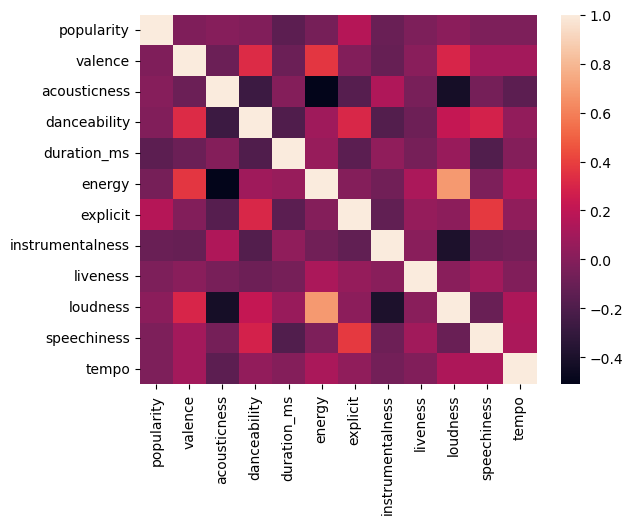 popularity
valence
acousticness
danceability
duration_ms
energy
explicit
instrumentalness
liveness
loudness
speechiness
tempo
popularity
valence
acousticness
danceability
duration_ms
energy
explicit
instrumentalness
liveness
loudness
speechiness
tempo
1.0
0.8
0.6
0.4
0.2
0.0
−0.2
−0.4